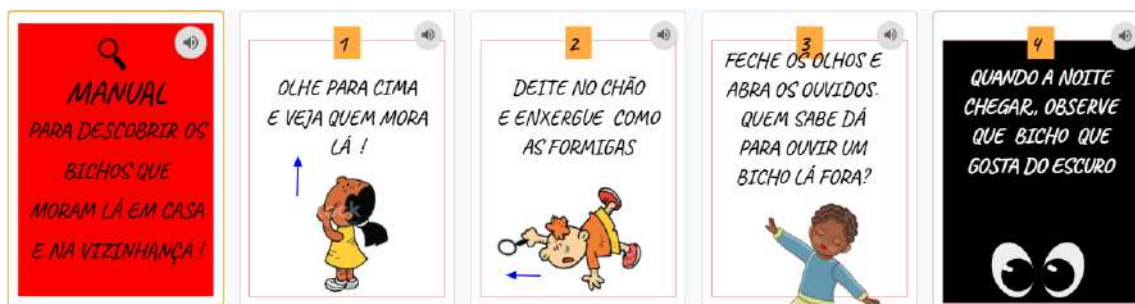 MANUAL
PARA DESCOBRIR OS
BICHOS QUE
MORAM LÁ EM CASA
E NA VIZINHANÇA !
1
OLHE PARA CIMA
E VEJA QUEM MORA
LÁ !
2
DEITE NO CHÃO
E ENXERGUE COMO
AS FORMIGAS
3
FECHE OS OLHOS E
ABRA OS OUVIDOS.
QUEM SABE DÁ
PARA OUVIR UM
BICHO LÁ FORA?
4
QUANDO A NOITE
CHEGAR,, OBSERVE
QUE BICHO QUE
GOSTA DO ESCURO